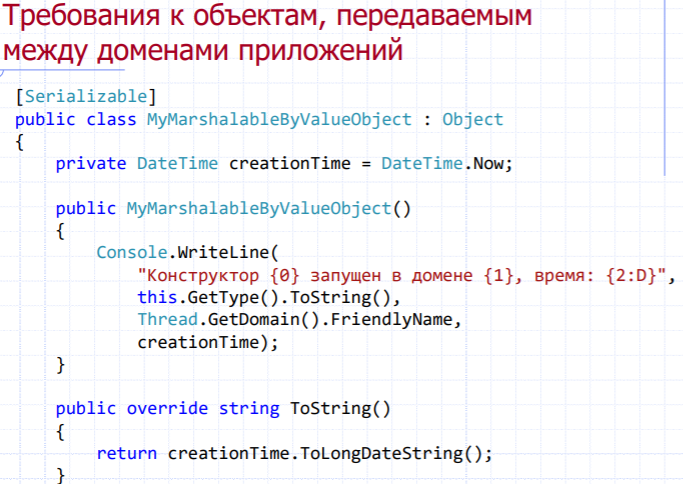 Требования к объектам, передаваемым
между доменами приложений
[Serializable]
public class MyMarshalableByValueObject : Object
{
    private DateTime creationTime = DateTime.Now;
    public MyMarshalableByValueObject()
    {
        Console.WriteLine(
            "Конструктор {0} запущен в домене {1}, время: {2:D}",
            this.GetType().ToString(),
            Thread.GetDomain().FriendlyName,
            creationTime);
    }
    public override string ToString()
    {
        return creationTime.ToLongDateString();
    }